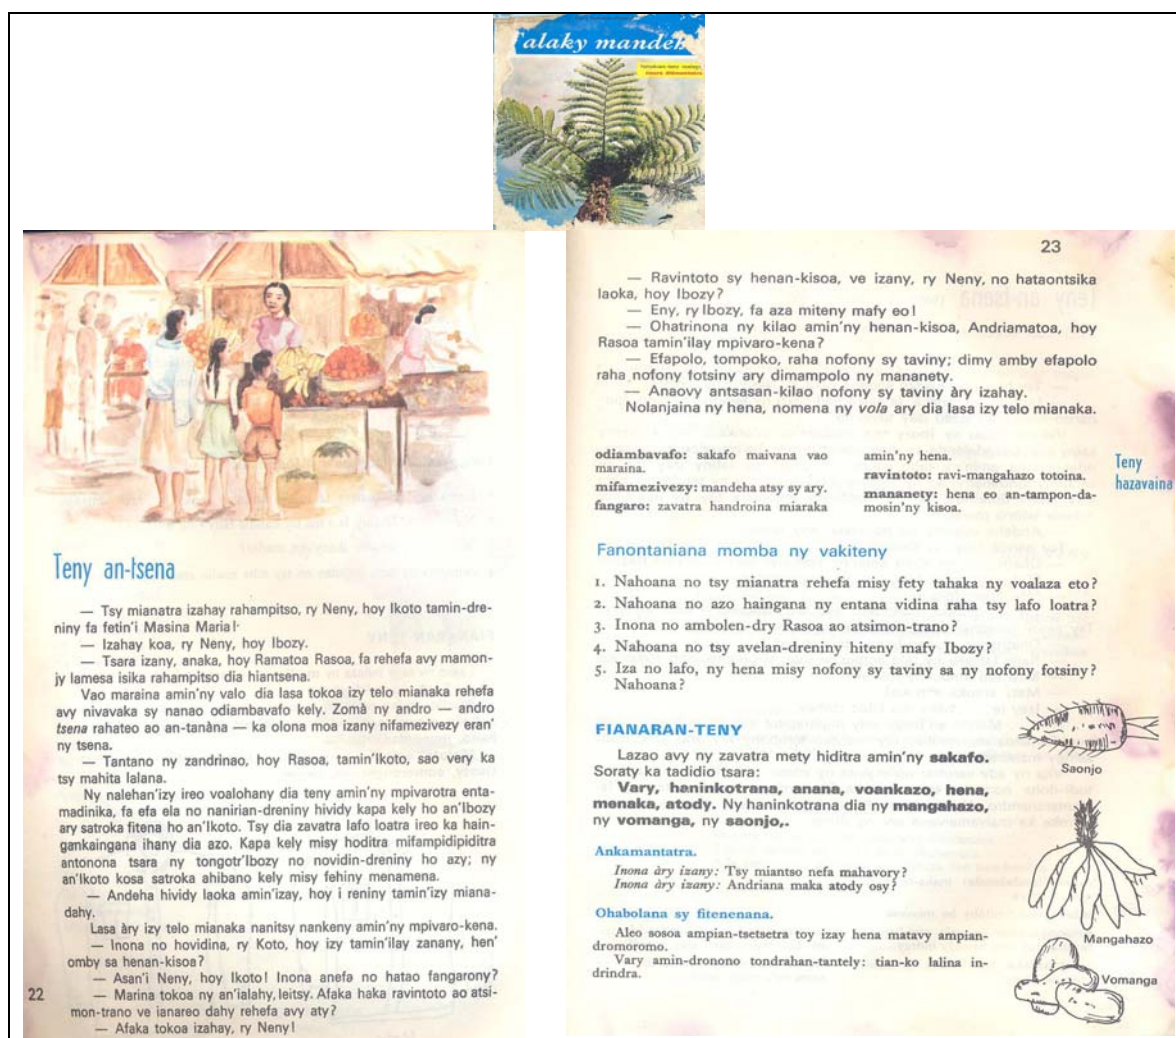 alaky mandeh
Teny an-tsena
— Tsy mianatra izahay rahampitso, ry Neny, hoy Ikoto tamin-dre-
niny fa fetin'i Masina Maria!
— Izahay koa, ry Neny, hoy Ibozy.
— Tsara izany, anaka, hoy Ramatoa Rasoa, fa rehefa avy mamon-
jy lamesa isika rahampitso dia hiantsena.
Vao maraina amin'ny valo dia lasa tokoa izy telo mianaka rehefa
avy nivavaka sy nanao odiambavafo kely. Zomà ny andro — andro
tsena rahateo ao an-tanàna — ka olona moa izany nifamezivezy eran'
ny tsena.
— Tantano ny zandrinao, hoy Rasoa, tamin'Ikoto, sao very ka
tsy mahita lalana.
Ny nalehan'izy ireo voalohany dia teny amin'ny mpivarotra enta-
madinika, fa efa ela no nanirian-dreniny hividy kapa kely ho an'Ibozy
ary satroka fitena ho an'Ikoto. Tsy dia zavatra lafo loatra ireo ka hain-
gankaingana ihany dia azo. Kapa kely misy hoditra mifampidipiditra
antonona tsara ny tongotr'Ibozy no novidin-dreniny ho azy; ny
an'Ikoto kosa satroka ahibano kely misy fehiny menamena.
— Andeha hividy laoka amin'izay, hoy i reniny tamin'izy miana-
dahy.
Lasa àry izy telo mianaka nanitsy nankeny amin'ny mpivaro-kena.
— Inona no hovidina, ry Koto, hoy izy tamin'ilay zanany, hen'
omby sa henan-kisoa?
— Asan'i Neny, hoy Ikoto! Inona anefa no hatao fangarony?
— Marina tokoa ny an'ialahy, leitsy. Afaka haka ravintoto ao atsi-
mon-trano ve ianareo dahy rehefa avy aty?
— Afaka tokoa izahay, ry Neny!
22
23
— Ravintoto sy henan-kisoa, ve izany, ry Neny, no hataontsika
laoka, hoy Ibozy?
— Eny, ry Ibozy, fa aza miteny mafy eo!
— Ohatrinona ny kilao amin'ny henan-kisoa, Andriamatoa, hoy
Rasoa tamin'ilay mpivaro-kena?
— Efapolo, tompoko, raha nofony sy taviny; dimy amby efapolo
raha nofony fotsiny ary dimampolo ny mananety.
— Anaovy antsasan-kilao nofony sy taviny àry izahay.
Nolanjaina ny hena, nomena ny vola ary dia lasa izy telo mianaka.
odiambavafo: sakafo maivana vao
maraina.
mifamezivezy: mandeha atsy sy ary.
fangaro: zavatra handroina miaraka
amin'ny hena.
ravintoto: ravi-mangahazo totoina.
mananety: hena eo an-tampon-da-
mosin'ny kisoa.
Teny
hazavaina
Fanontaniana momba ny vakiteny
1. Nahoana no tsy mianatra rehefa misy fety tahaka ny voalaza eto?
2. Nahoana no azo haingana ny entana vidina raha tsy lafo loatra?
3. Inona no ambolen-dry Rasoa ao atsimon-trano?
4. Nahoana no tsy avelan-dreniny hiteny mafy Ibozy?
5. Iza no lafo, ny hena misy nofony sy taviny sa ny nofony fotsiny?
Nahoana?
FIANARAN-TENY
Lazao avy ny zavatra mety hiditra amin'ny sakafo.
Soraty ka tadidio tsara:
Vary, haninkotrana, anana, voankazo, hena,
menaka, atody. Ny haninkotrana dia ny mangahazo,
ny vomanga, ny saonjo,.
Ankamantatra.
Inona àry izany: Tsy miantso nefa mahavory?
Inona àry izany: Andriana maka atody osy?
Ohabolana sy fitenenana.
Aleo sosoa ampian-tsetsetra toy izay hena matavy ampian-
dromoromo.
Vary amin-dronono tondrahan-tantely: tian-ko lalina in-
drindra.
Saonjo
Mangahazo
Vomanga